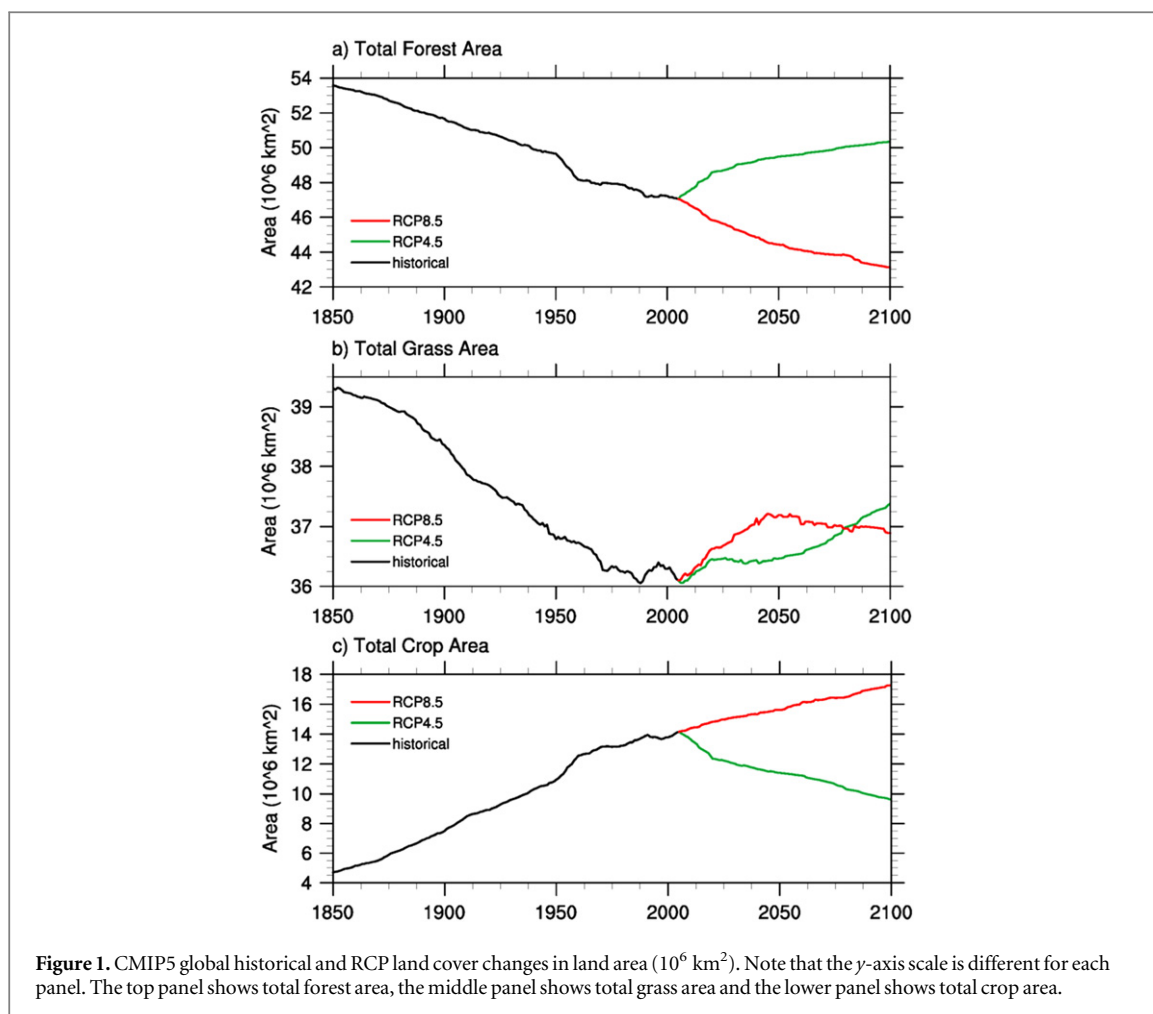 a) Total Forest Area
54
52
50
48
46
44
42
Area (10^6 km^2)
RCP8.5
RCP4.5
historical
1850 1900 1950 2000 2050 2100
b) Total Grass Area
39
38
37
36
Area (10^6 km^2)
RCP8.5
RCP4.5
historical
1850 1900 1950 2000 2050 2100
c) Total Crop Area
18
16
14
12
10
8
6
4
Area (10^6 km^2)
RCP8.5
RCP4.5
historical
1850 1900 1950 2000 2050 2100
Figure 1. CMIP5 global historical and RCP land cover changes in land area (10⁶ km²). Note that the y-axis scale is different for each
panel. The top panel shows total forest area, the middle panel shows total grass area and the lower panel shows total crop area.